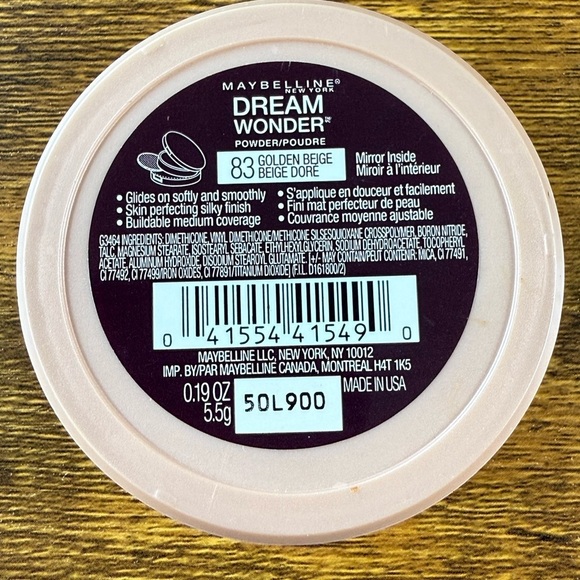 MAYBELLINE®
NEW YORK
DREAM
WONDER™
POWDER/POUDRE
83 GOLDEN BEIGE
BEIGE DORÉ
Mirror Inside
Miroir à l'intérieur
• Glides on softly and smoothly
• Skin perfecting silky finish
• Buildable medium coverage
• S'applique en douceur et facilement
• Fini mat perfecteur de peau
• Couvrance moyenne ajustable
G3464 INGREDIENTS: DIMETHICONE, VINYL DIMETHICONE/METHICONE SILSESQUIOXANE CROSSPOLYMER, BORON NITRIDE,
TALC, MAGNESIUM STEARATE, ISOSTEARYL SEBACATE, ETHYLHEXYLGLYCERIN, SODIUM DEHYDROACETATE, TOCOPHERYL
ACETATE, ALUMINUM HYDROXIDE, DISODIUM STEAROYL GLUTAMATE. [+/- MAY CONTAIN/PEUT CONTENIR: MICA, CI 77491,
CI 77492, CI 77499/IRON OXIDES, CI 77891/TITANIUM DIOXIDE] (F.I.L. D161800/2)
0 41554 41549 0
MAYBELLINE LLC, NEW YORK, NY 10012
IMP. BY/PAR MAYBELLINE CANADA, MONTREAL H4T 1K5
0.19 OZ
5.5g
50L900
MADE IN USA